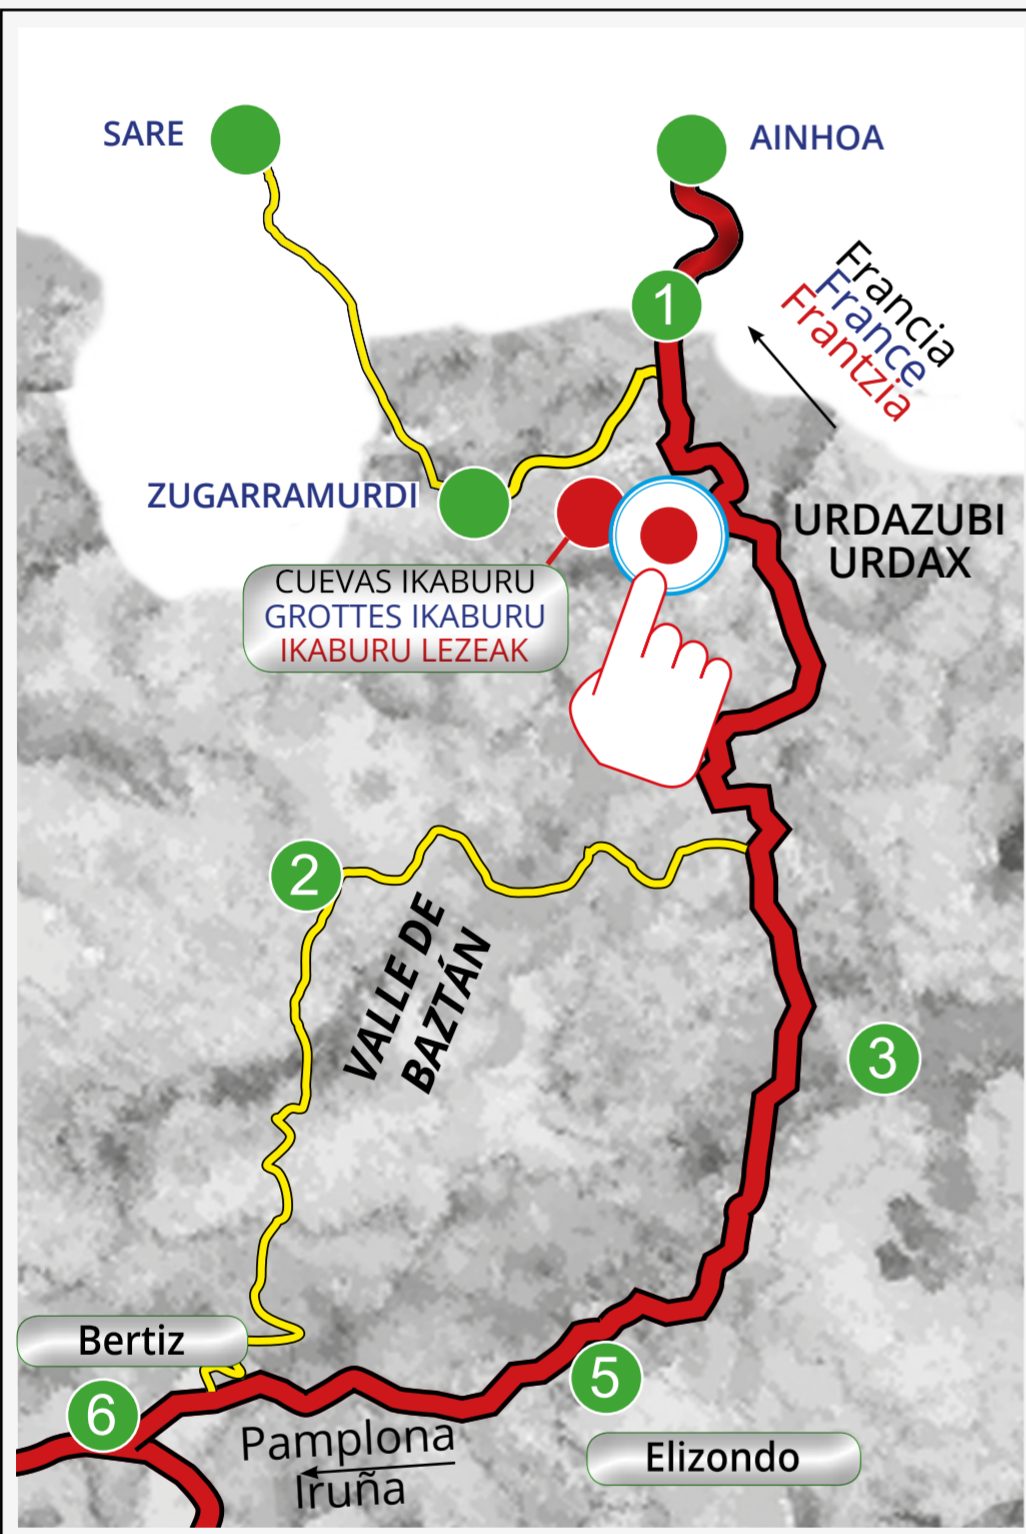 SARE
AINHOA
1
Francia
France
Frantzia
ZUGARRAMURDI
URDAZUBI
URDAX
CUEVAS IKABURU
GROTTES IKABURU
IKABURU LEZEAK
2
VALLE DE
BAZTÁN
3
Bertiz
5
6
Pamplona
Iruña
Elizondo